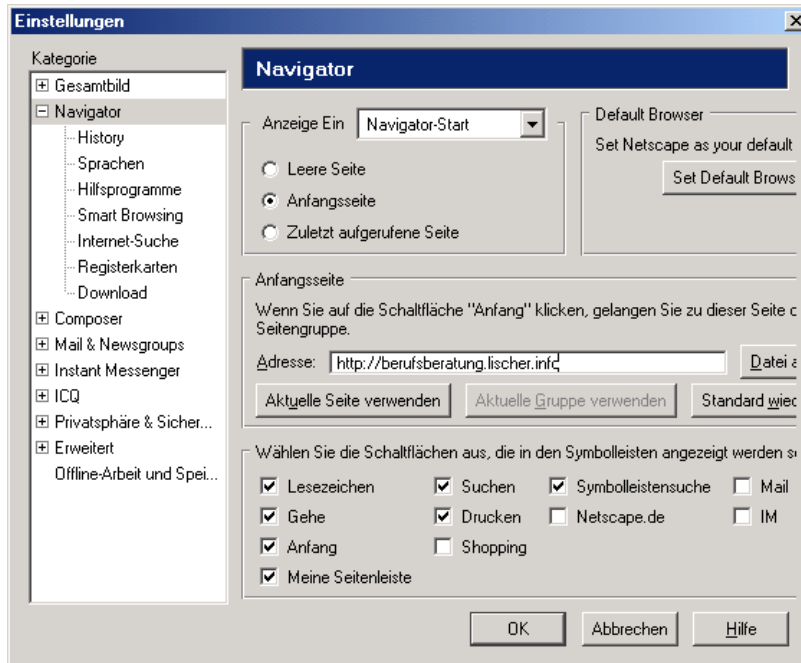 Einstellungen
Kategorie
Gesamtbild
Navigator
History
Sprachen
Hilfsprogramme
Smart Browsing
Internet-Suche
Registerkarten
Download
Composer
Mail & Newsgroups
Instant Messenger
ICQ
Privatsphäre & Sicher...
Erweitert
Offline-Arbeit und Spei...
Navigator
Anzeige Ein Navigator-Start
Leere Seite
Anfangsseite
Zuletzt aufgerufene Seite
Default Browser
Set Netscape as your default
Set Default Brows
Anfangsseite
Wenn Sie auf die Schaltfläche "Anfang" klicken, gelangen Sie zu dieser Seite o
Seitengruppe.
Adresse: http://berufsberatung.lischer.info Datei a
Aktuelle Seite verwenden Aktuelle Gruppe verwenden Standard wied
Wählen Sie die Schaltflächen aus, die in den Symbolleisten angezeigt werden s
Lesezeichen Suchen Symbolleistensuche Mail
Gehe Drucken Netscape.de IM
Anfang Shopping
Meine Seitenleiste
OK Abbrechen Hilfe